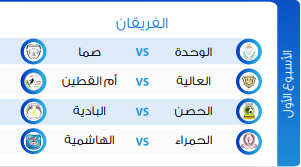 الفريقان
الوحدة VS صما
العالية VS أم القطين
الحصن VS البادية
الحمراء VS الهاشمية
الأسبوع الأول